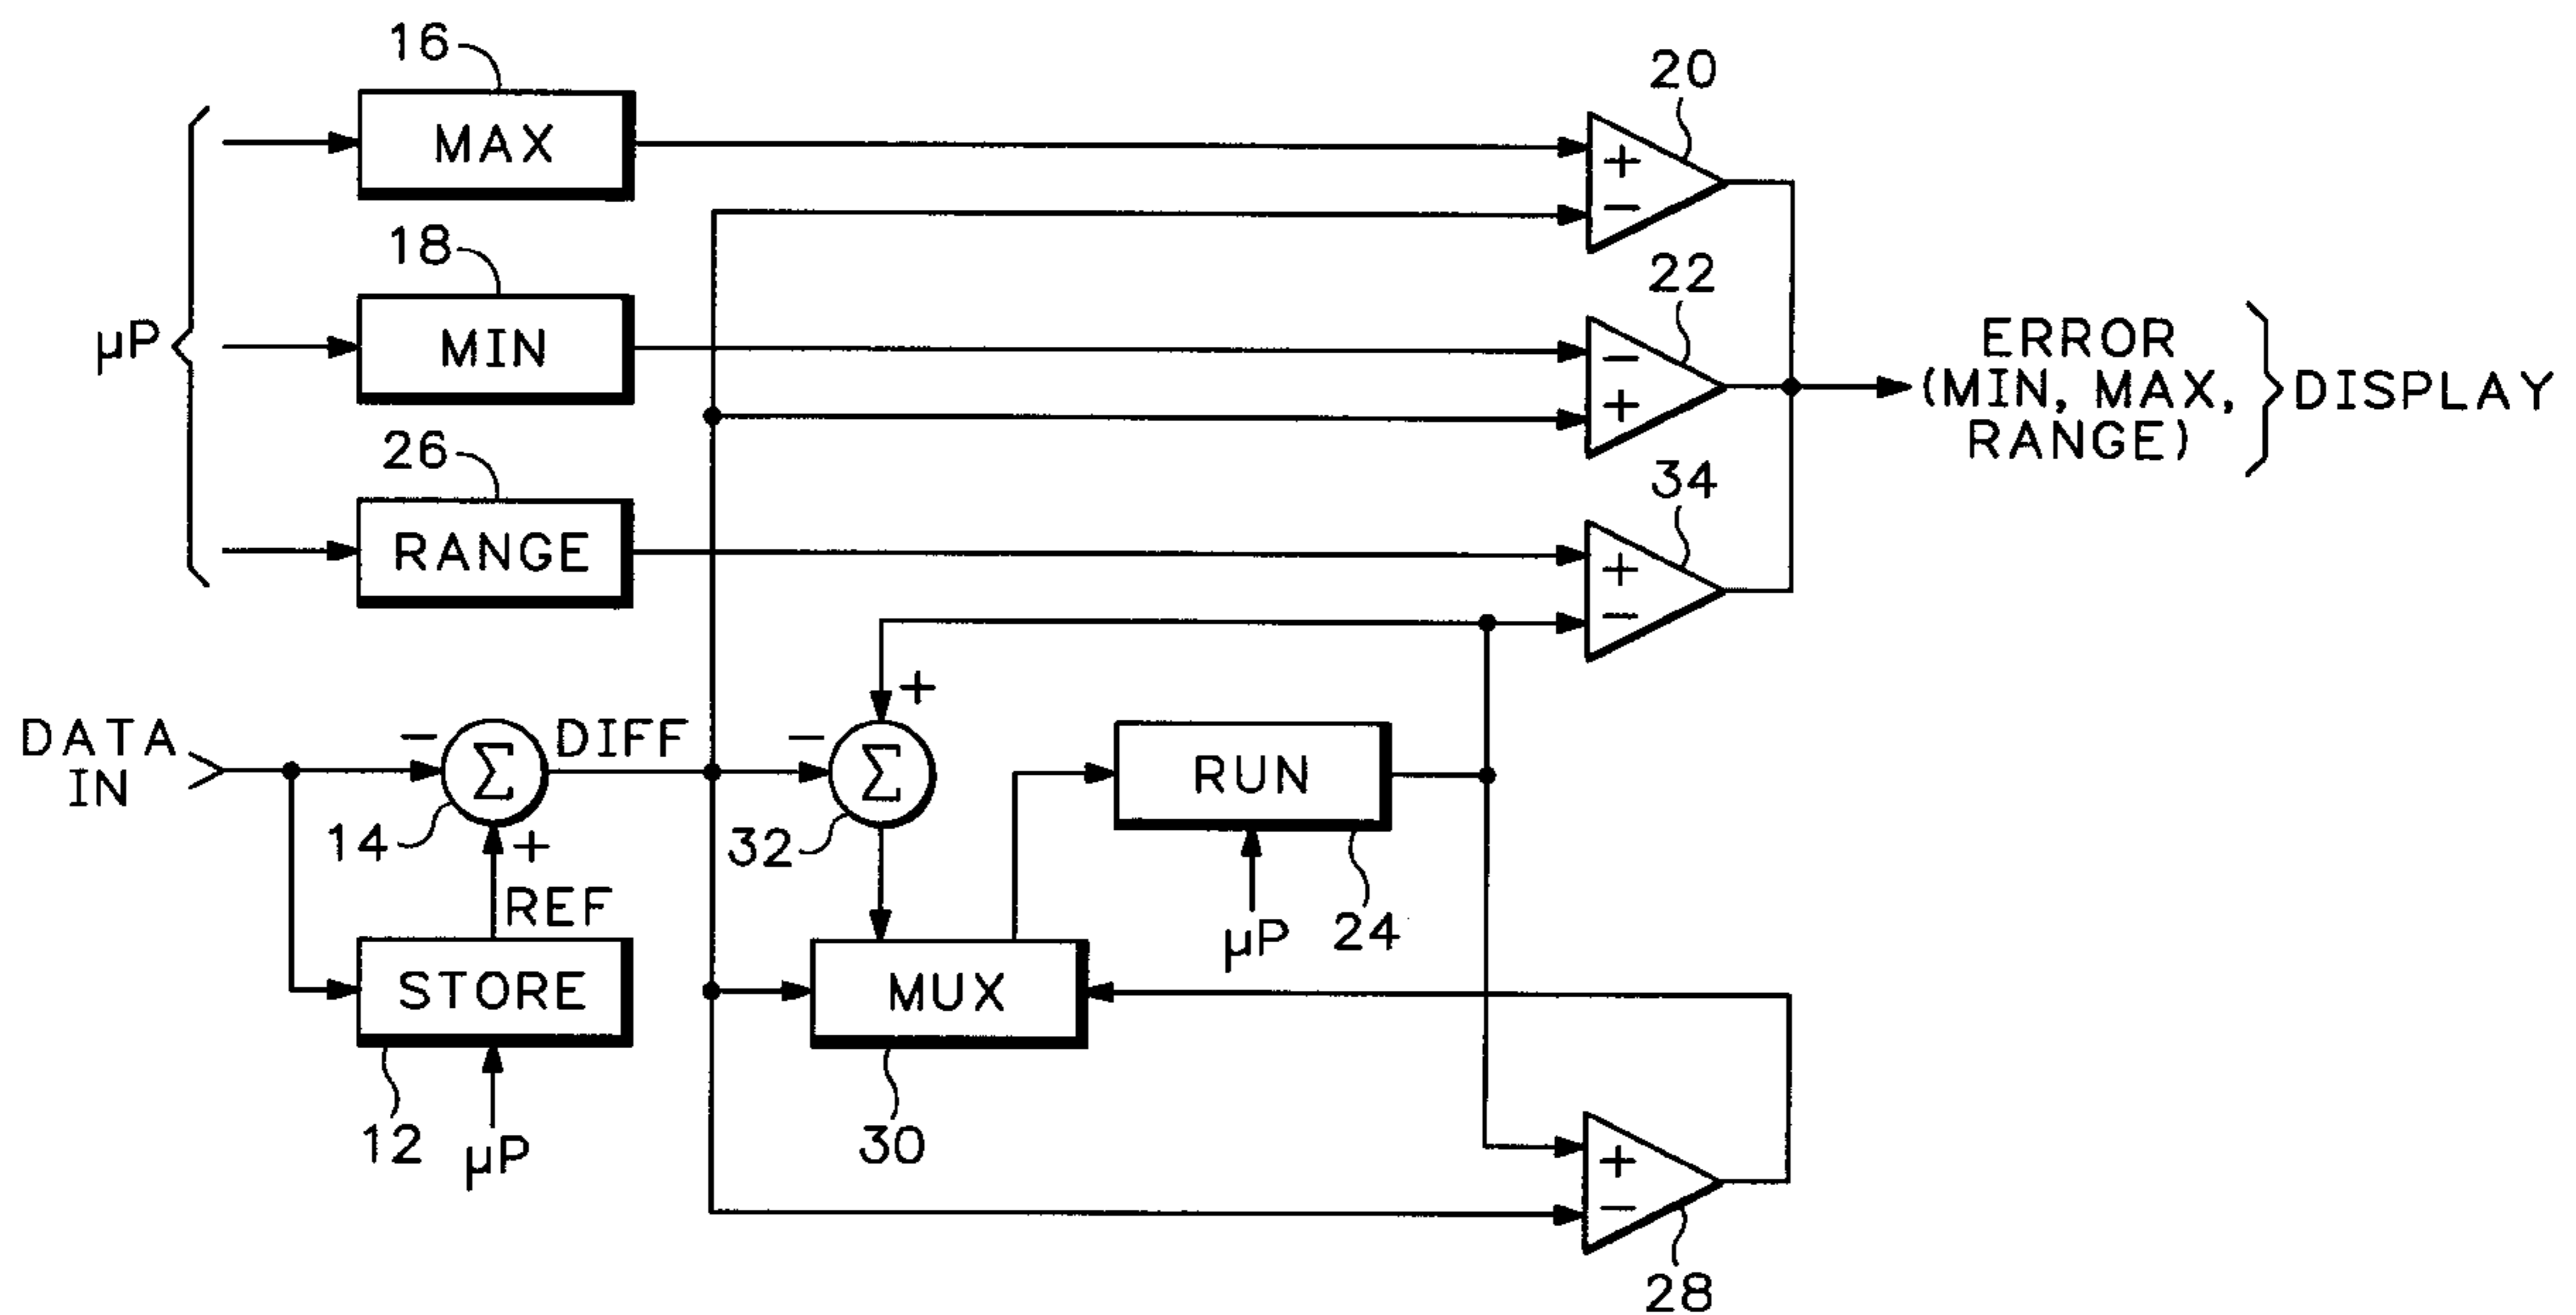 16
MAX
20
+
−
18
MIN
22
−
+
µP
ERROR
(MIN, MAX,
RANGE)
DISPLAY
26
RANGE
34
+
−
DATA
IN
−
Σ
14
+
DIFF
REF
−
+
Σ
32
RUN
µP
24
STORE
12
µP
MUX
30
+
−
28